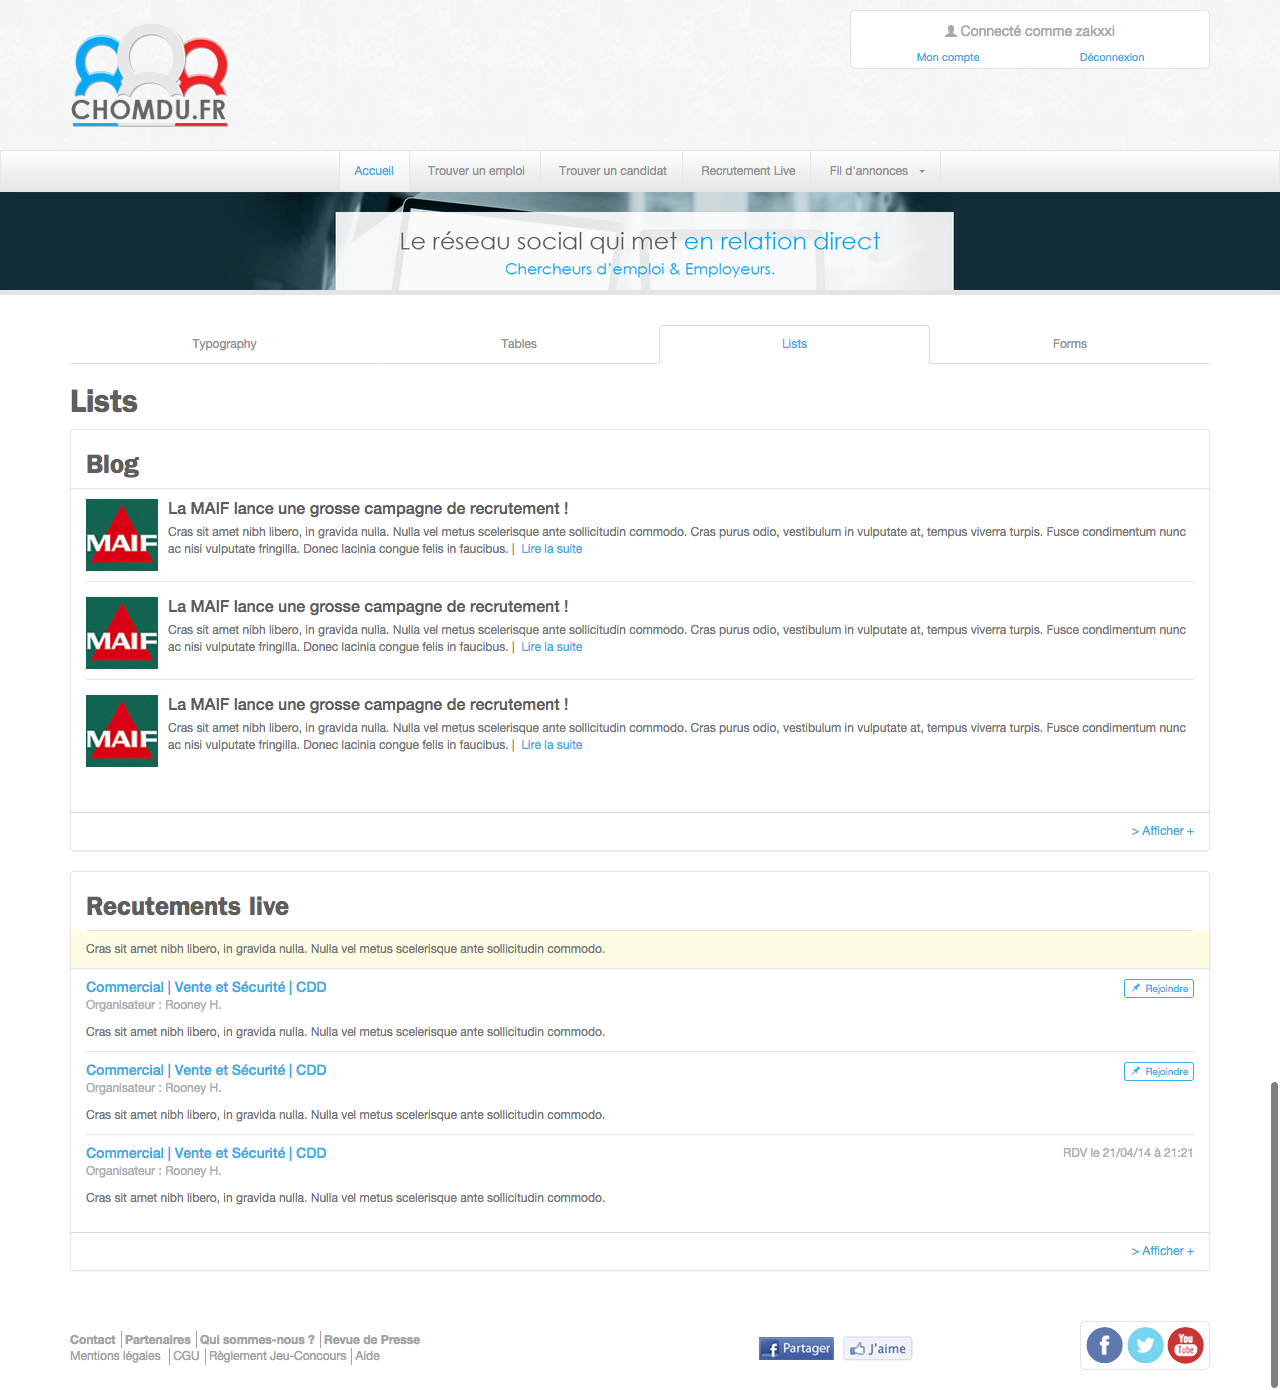 CHOMDU.FR
Connecté comme zakxxi
Mon compte Déconnexion
Accueil Trouver un emploi Trouver un candidat Recrutement Live Fil d'annonces
Le réseau social qui met en relation direct
Chercheurs d'emploi & Employeurs.
Typography Tables Lists Forms
Lists
Blog
MAIF
La MAIF lance une grosse campagne de recrutement !
Cras sit amet nibh libero, in gravida nulla. Nulla vel metus scelerisque ante sollicitudin commodo. Cras purus odio, vestibulum in vulputate at, tempus viverra turpis. Fusce condimentum nunc
ac nisi vulputate fringilla. Donec lacinia congue felis in faucibus. | Lire la suite
MAIF
La MAIF lance une grosse campagne de recrutement !
Cras sit amet nibh libero, in gravida nulla. Nulla vel metus scelerisque ante sollicitudin commodo. Cras purus odio, vestibulum in vulputate at, tempus viverra turpis. Fusce condimentum nunc
ac nisi vulputate fringilla. Donec lacinia congue felis in faucibus. | Lire la suite
MAIF
La MAIF lance une grosse campagne de recrutement !
Cras sit amet nibh libero, in gravida nulla. Nulla vel metus scelerisque ante sollicitudin commodo. Cras purus odio, vestibulum in vulputate at, tempus viverra turpis. Fusce condimentum nunc
ac nisi vulputate fringilla. Donec lacinia congue felis in faucibus. | Lire la suite
> Afficher +
Recutements live
Cras sit amet nibh libero, in gravida nulla. Nulla vel metus scelerisque ante sollicitudin commodo.
Commercial | Vente et Sécurité | CDD Rejoindre
Organisateur : Rooney H.
Cras sit amet nibh libero, in gravida nulla. Nulla vel metus scelerisque ante sollicitudin commodo.
Commercial | Vente et Sécurité | CDD Rejoindre
Organisateur : Rooney H.
Cras sit amet nibh libero, in gravida nulla. Nulla vel metus scelerisque ante sollicitudin commodo.
Commercial | Vente et Sécurité | CDD RDV le 21/04/14 à 21:21
Organisateur : Rooney H.
Cras sit amet nibh libero, in gravida nulla. Nulla vel metus scelerisque ante sollicitudin commodo.
> Afficher +
Contact | Partenaires | Qui sommes-nous ? | Revue de Presse
Mentions légales | CGU | Règlement Jeu-Concours | Aide
f Partager J'aime
f You Tube